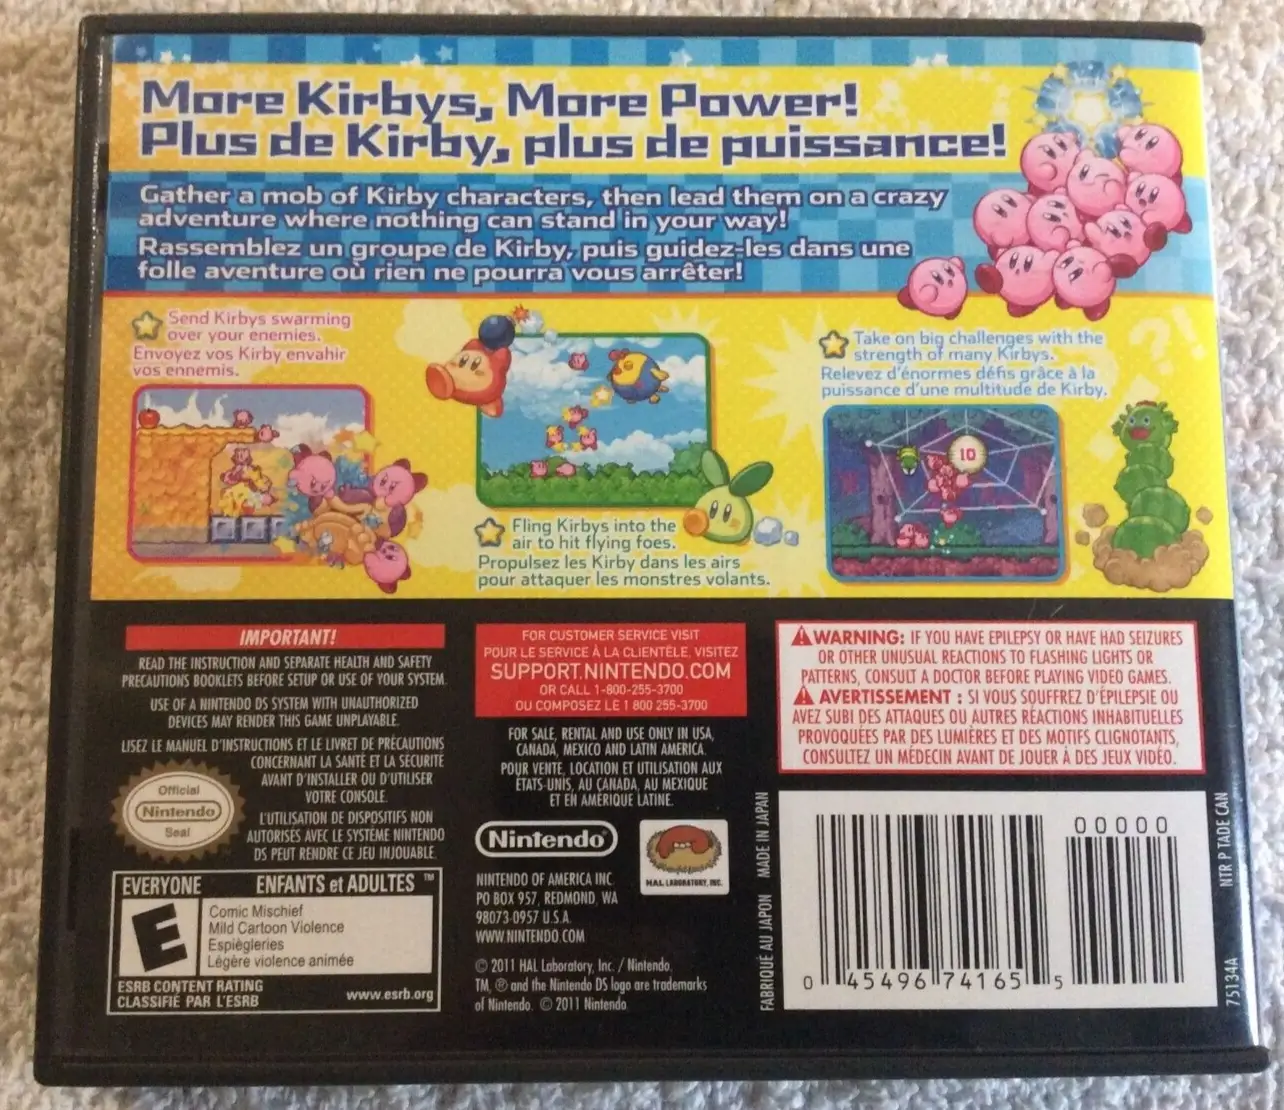 More Kirbys, More Power!
Plus de Kirby, plus de puissance!
Gather a mob of Kirby characters, then lead them on a crazy
adventure where nothing can stand in your way!
Rassemblez un groupe de Kirby, puis guidez-les dans une
folle aventure où rien ne pourra vous arrêter!
Send Kirbys swarming
over your enemies.
Envoyez vos Kirby envahir
vos ennemis.
Fling Kirbys into the
air to hit flying foes.
Propulsez les Kirby dans les airs
pour attaquer les monstres volants.
Take on big challenges with the
strength of many Kirbys.
Relevez d'énormes défis grâce à la
puissance d'une multitude de Kirby.
10
?!
IMPORTANT!
READ THE INSTRUCTION AND SEPARATE HEALTH AND SAFETY
PRECAUTIONS BOOKLETS BEFORE SETUP OR USE OF YOUR SYSTEM.
USE OF A NINTENDO DS SYSTEM WITH UNAUTHORIZED
DEVICES MAY RENDER THIS GAME UNPLAYABLE.
LISEZ LE MANUEL D'INSTRUCTIONS ET LE LIVRET DE PRÉCAUTIONS
CONCERNANT LA SANTÉ ET LA SÉCURITÉ
AVANT D'INSTALLER OU D'UTILISER
VOTRE CONSOLE.
L'UTILISATION DE DISPOSITIFS NON
AUTORISÉS AVEC LE SYSTÈME NINTENDO
DS PEUT RENDRE CE JEU INJOUABLE.
Official
Nintendo
Seal
EVERYONE ENFANTS et ADULTES ™
E
Comic Mischief
Mild Cartoon Violence
Espiègleries
Légère violence animée
ESRB CONTENT RATING
CLASSIFIÉ PAR L'ESRB
www.esrb.org
FOR CUSTOMER SERVICE VISIT
POUR LE SERVICE À LA CLIENTÈLE, VISITEZ
SUPPORT.NINTENDO.COM
OR CALL 1-800-255-3700
OU COMPOSEZ LE 1 800 255-3700
FOR SALE, RENTAL AND USE ONLY IN USA,
CANADA, MEXICO AND LATIN AMERICA.
POUR VENTE, LOCATION ET UTILISATION AUX
ÉTATS-UNIS, AU CANADA, AU MEXIQUE
ET EN AMÉRIQUE LATINE.
Nintendo®
HAL LABORATORY, INC.
NINTENDO OF AMERICA INC.
PO BOX 957, REDMOND, WA
98073-0957 U.S.A.
WWW.NINTENDO.COM
© 2011 HAL Laboratory, Inc. / Nintendo.
TM, ® and the Nintendo DS logo are trademarks
of Nintendo. © 2011 Nintendo.
WARNING: IF YOU HAVE EPILEPSY OR HAVE HAD SEIZURES
OR OTHER UNUSUAL REACTIONS TO FLASHING LIGHTS OR
PATTERNS, CONSULT A DOCTOR BEFORE PLAYING VIDEO GAMES.
AVERTISSEMENT : SI VOUS SOUFFREZ D'ÉPILEPSIE OU
AVEZ SUBI DES ATTAQUES OU AUTRES RÉACTIONS INHABITUELLES
PROVOQUÉES PAR DES LUMIÈRES ET DES MOTIFS CLIGNOTANTS,
CONSULTEZ UN MÉDECIN AVANT DE JOUER À DES JEUX VIDÉO.
FABRIQUÉ AU JAPON MADE IN JAPAN
00000
0 45496 74165 5
NTR P TADE CAN
75134A